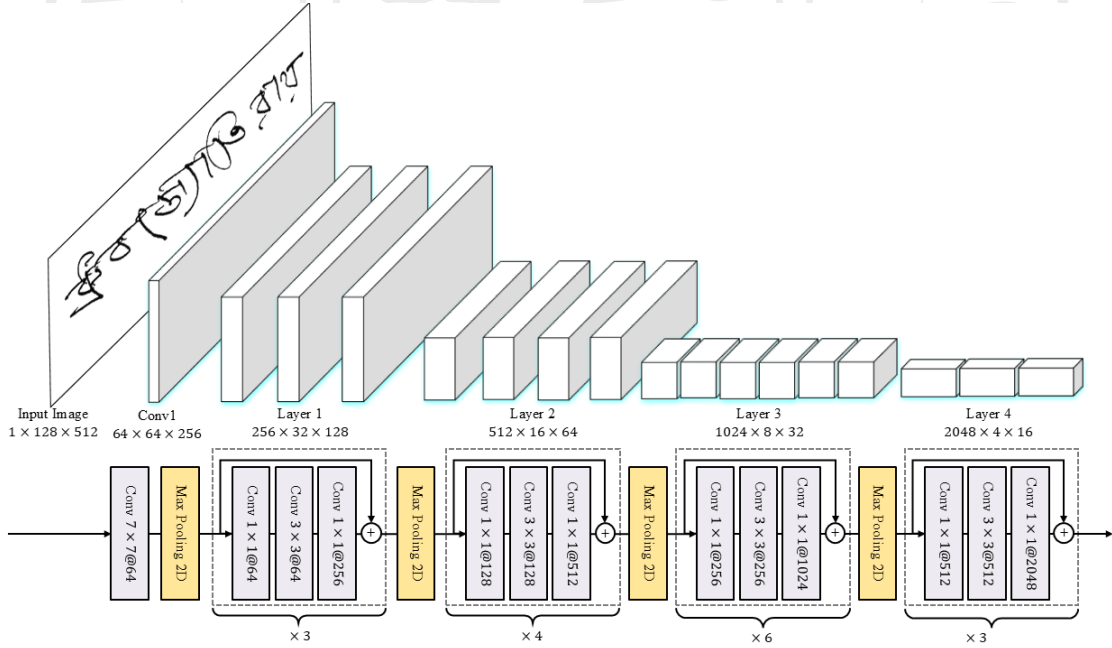 রায়
Input Image
1 × 128 × 512
Conv1
64 × 64 × 256
Layer 1
256 × 32 × 128
Layer 2
512 × 16 × 64
Layer 3
1024 × 8 × 32
Layer 4
2048 × 4 × 16
Conv 7 × 7@64
Max Pooling 2D
Conv 1 × 1@64
Conv 3 × 3@64
Conv 1 × 1@256
+
× 3
Max Pooling 2D
Conv 1 × 1@128
Conv 3 × 3@128
Conv 1 × 1@512
+
× 4
Max Pooling 2D
Conv 1 × 1@256
Conv 3 × 3@256
Conv 1 × 1@1024
+
× 6
Max Pooling 2D
Conv 1 × 1@512
Conv 3 × 3@512
Conv 1 × 1@2048
+
× 3